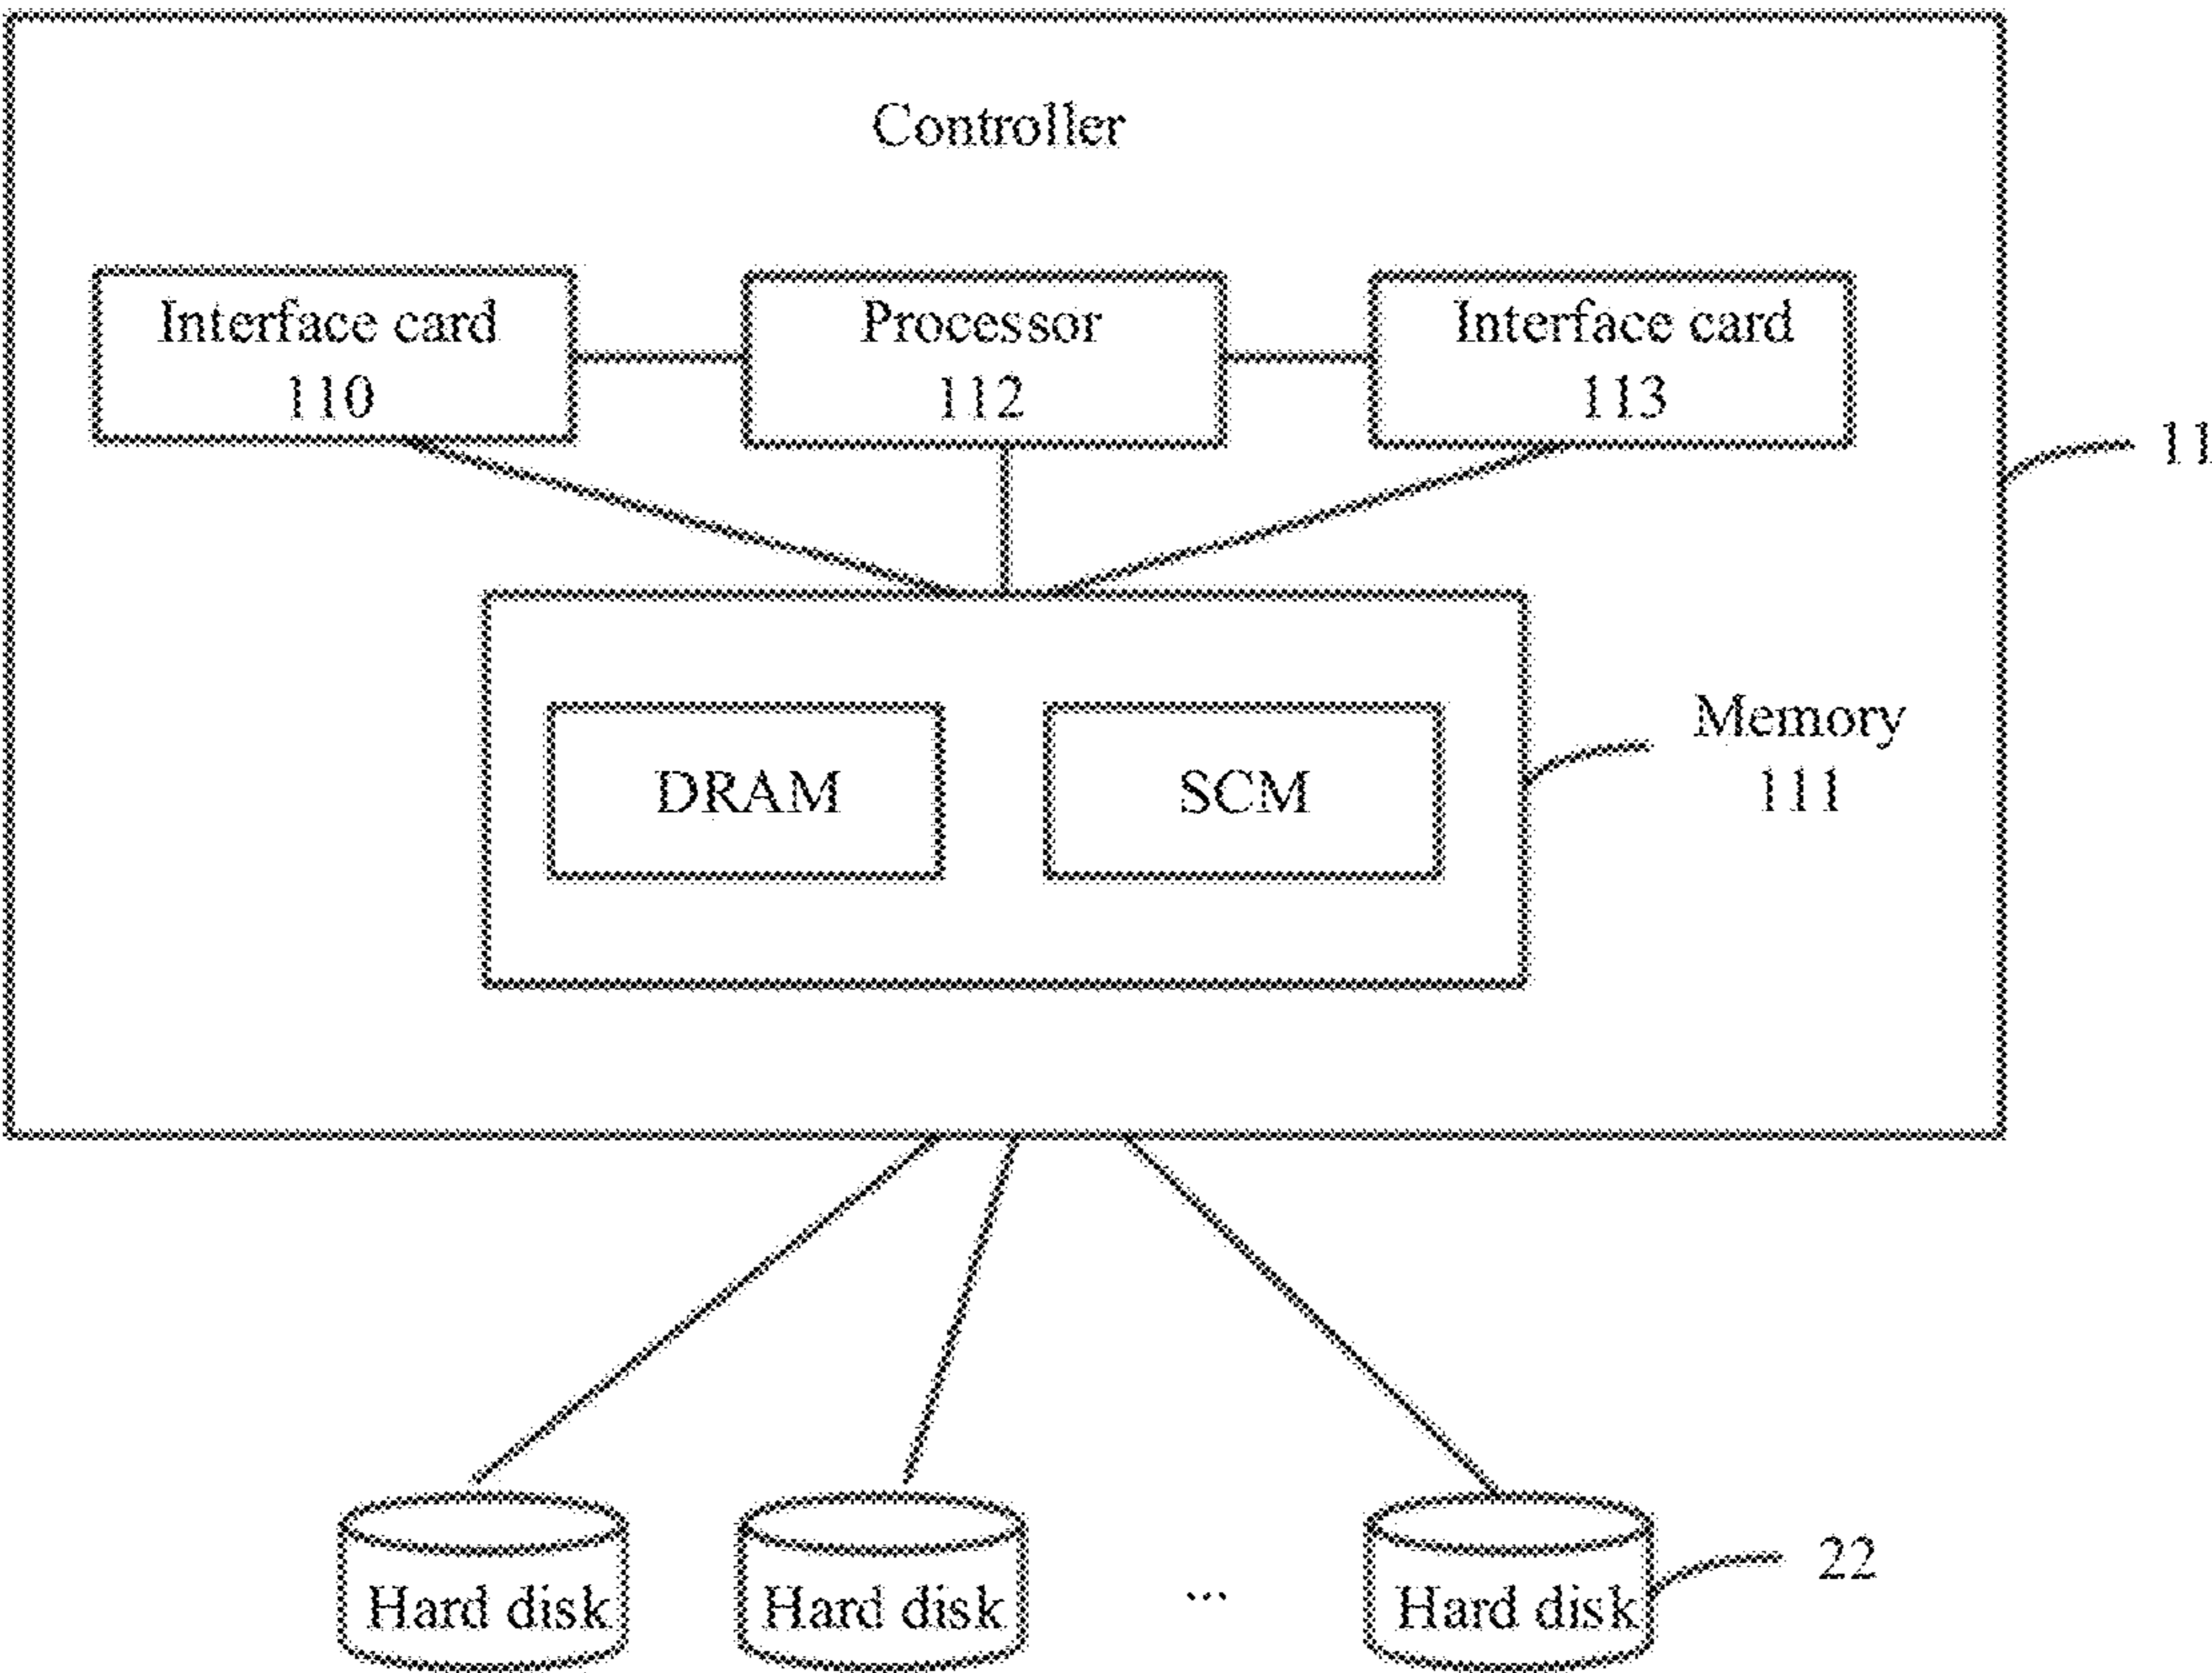 Controller
Interface card
110
Processor
112
Interface card
113
11
DRAM
SCM
Memory
111
Hard disk
Hard disk
...
Hard disk
22